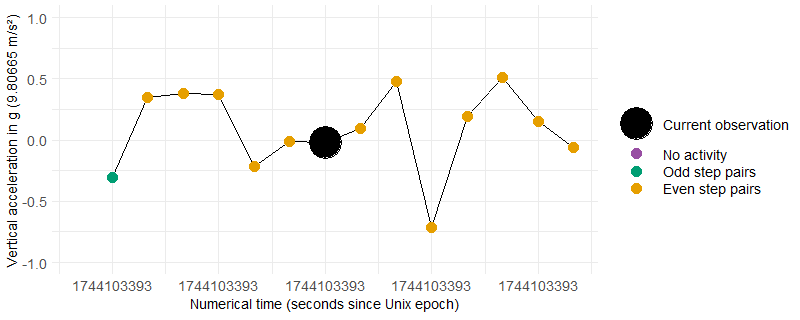 Vertical acceleration in g (9.80665 m/s²)
1.0
0.5
0.0
-0.5
-1.0
1744103393 1744103393 1744103393 1744103393 1744103393
Numerical time (seconds since Unix epoch)
Current observation
No activity
Odd step pairs
Even step pairs